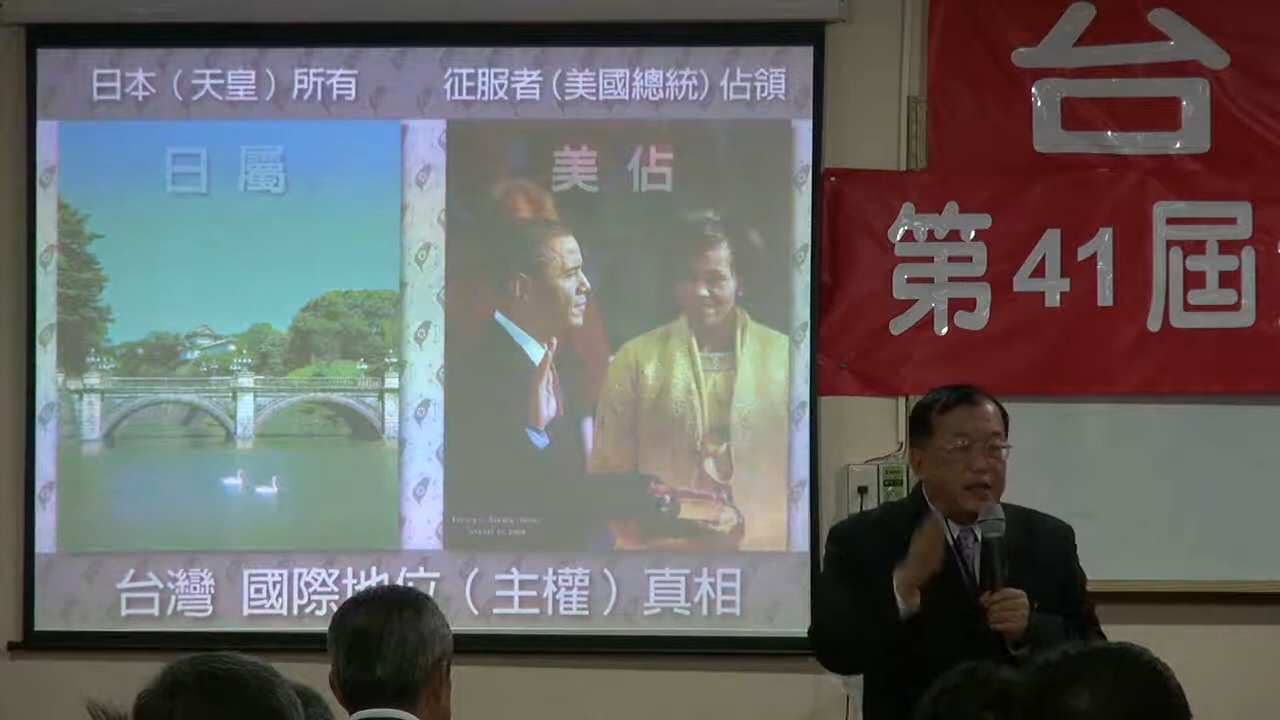 日本（天皇）所有
征服者（美國總統）佔領
日屬
美佔
台灣 國際地位（主權）真相
台
第41屆